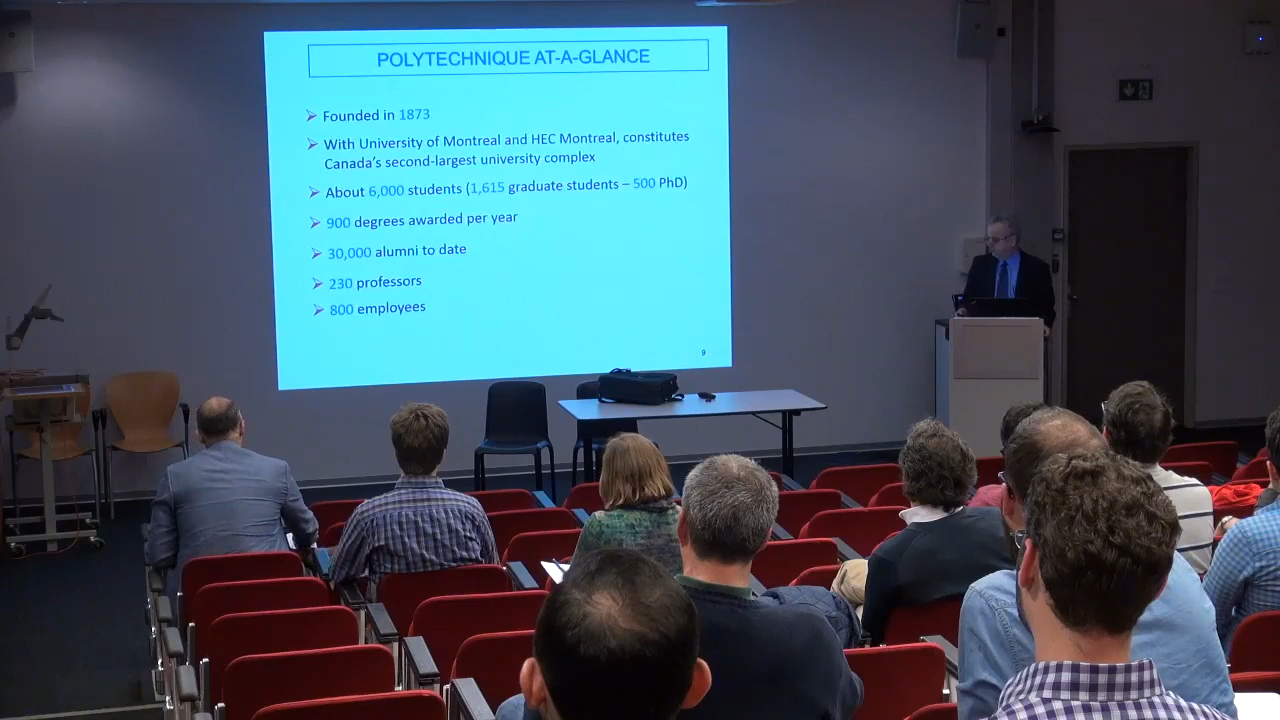 POLYTECHNIQUE AT-A-GLANCE
Founded in 1873
With University of Montreal and HEC Montreal, constitutes
Canada's second-largest university complex
About 6,000 students (1,615 graduate students – 500 PhD)
900 degrees awarded per year
30,000 alumni to date
230 professors
800 employees
9